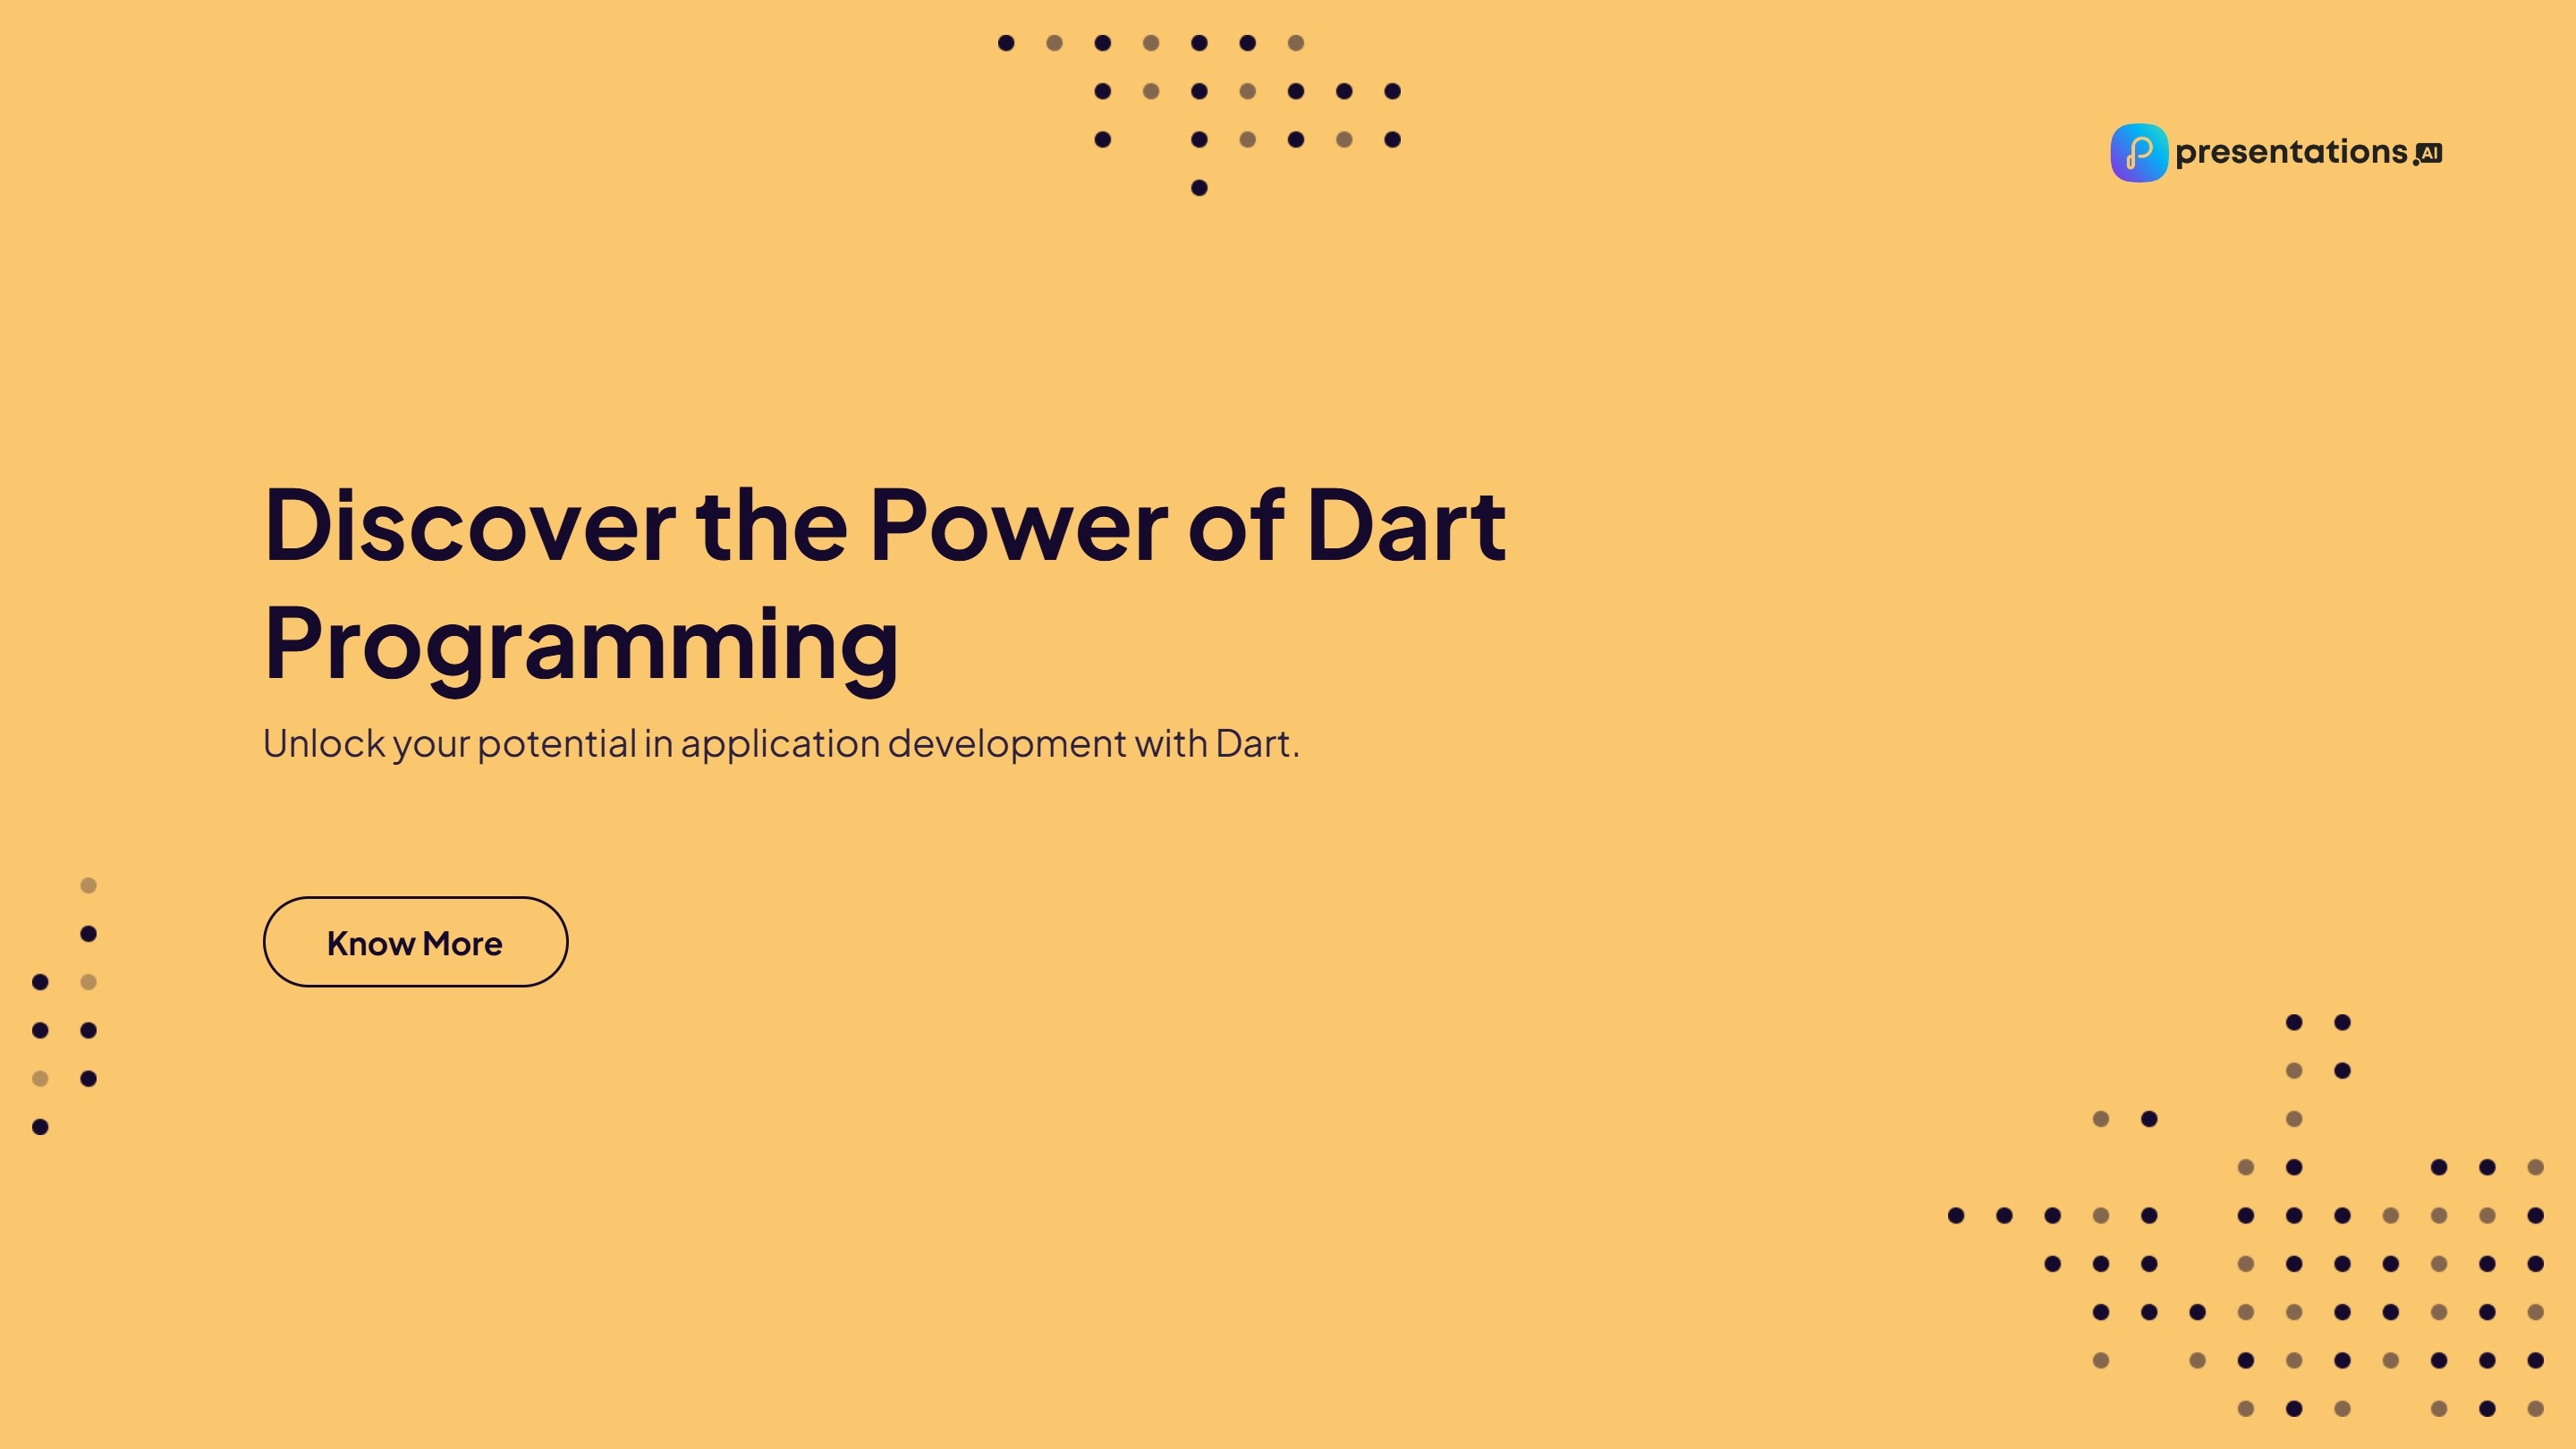 presentations.AI
Discover the Power of Dart
Programming
Unlock your potential in application development with Dart.
Know More